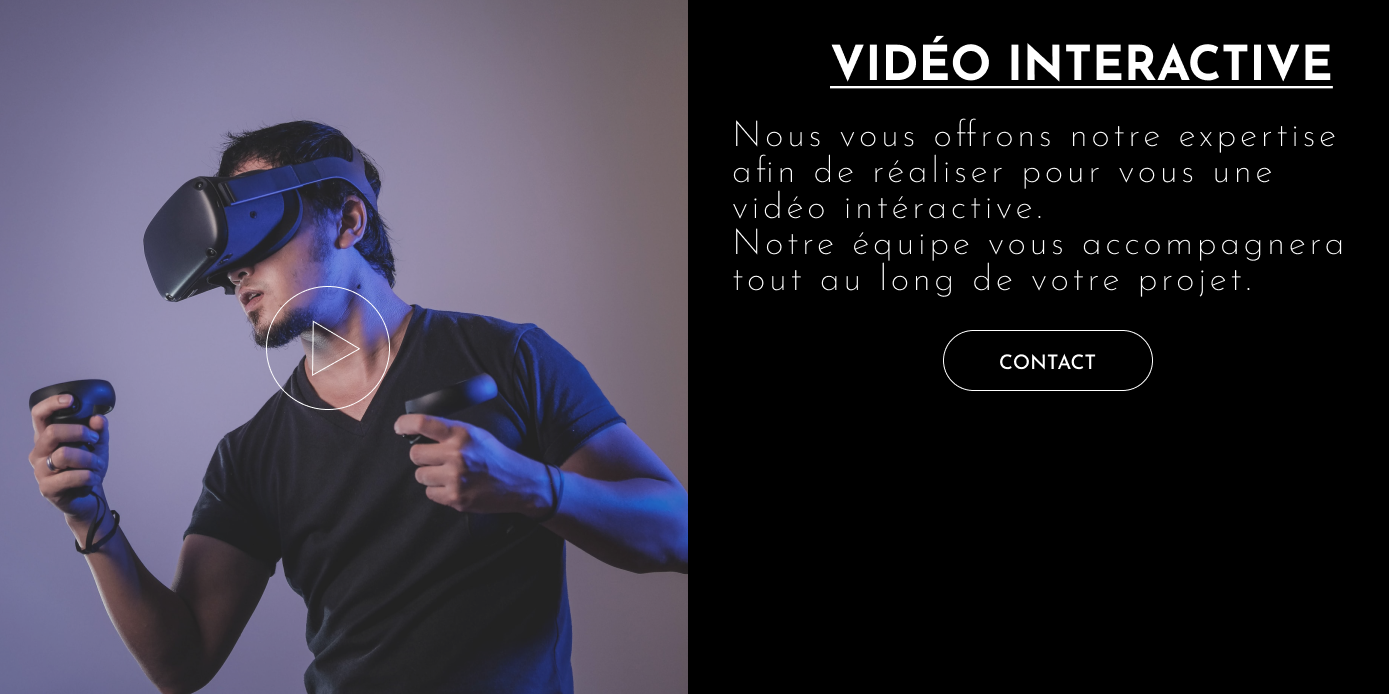 VIDÉO INTERACTIVE
Nous vous offrons notre expertise
afin de réaliser pour vous une
vidéo intéractive.
Notre équipe vous accompagnera
tout au long de votre projet.
CONTACT